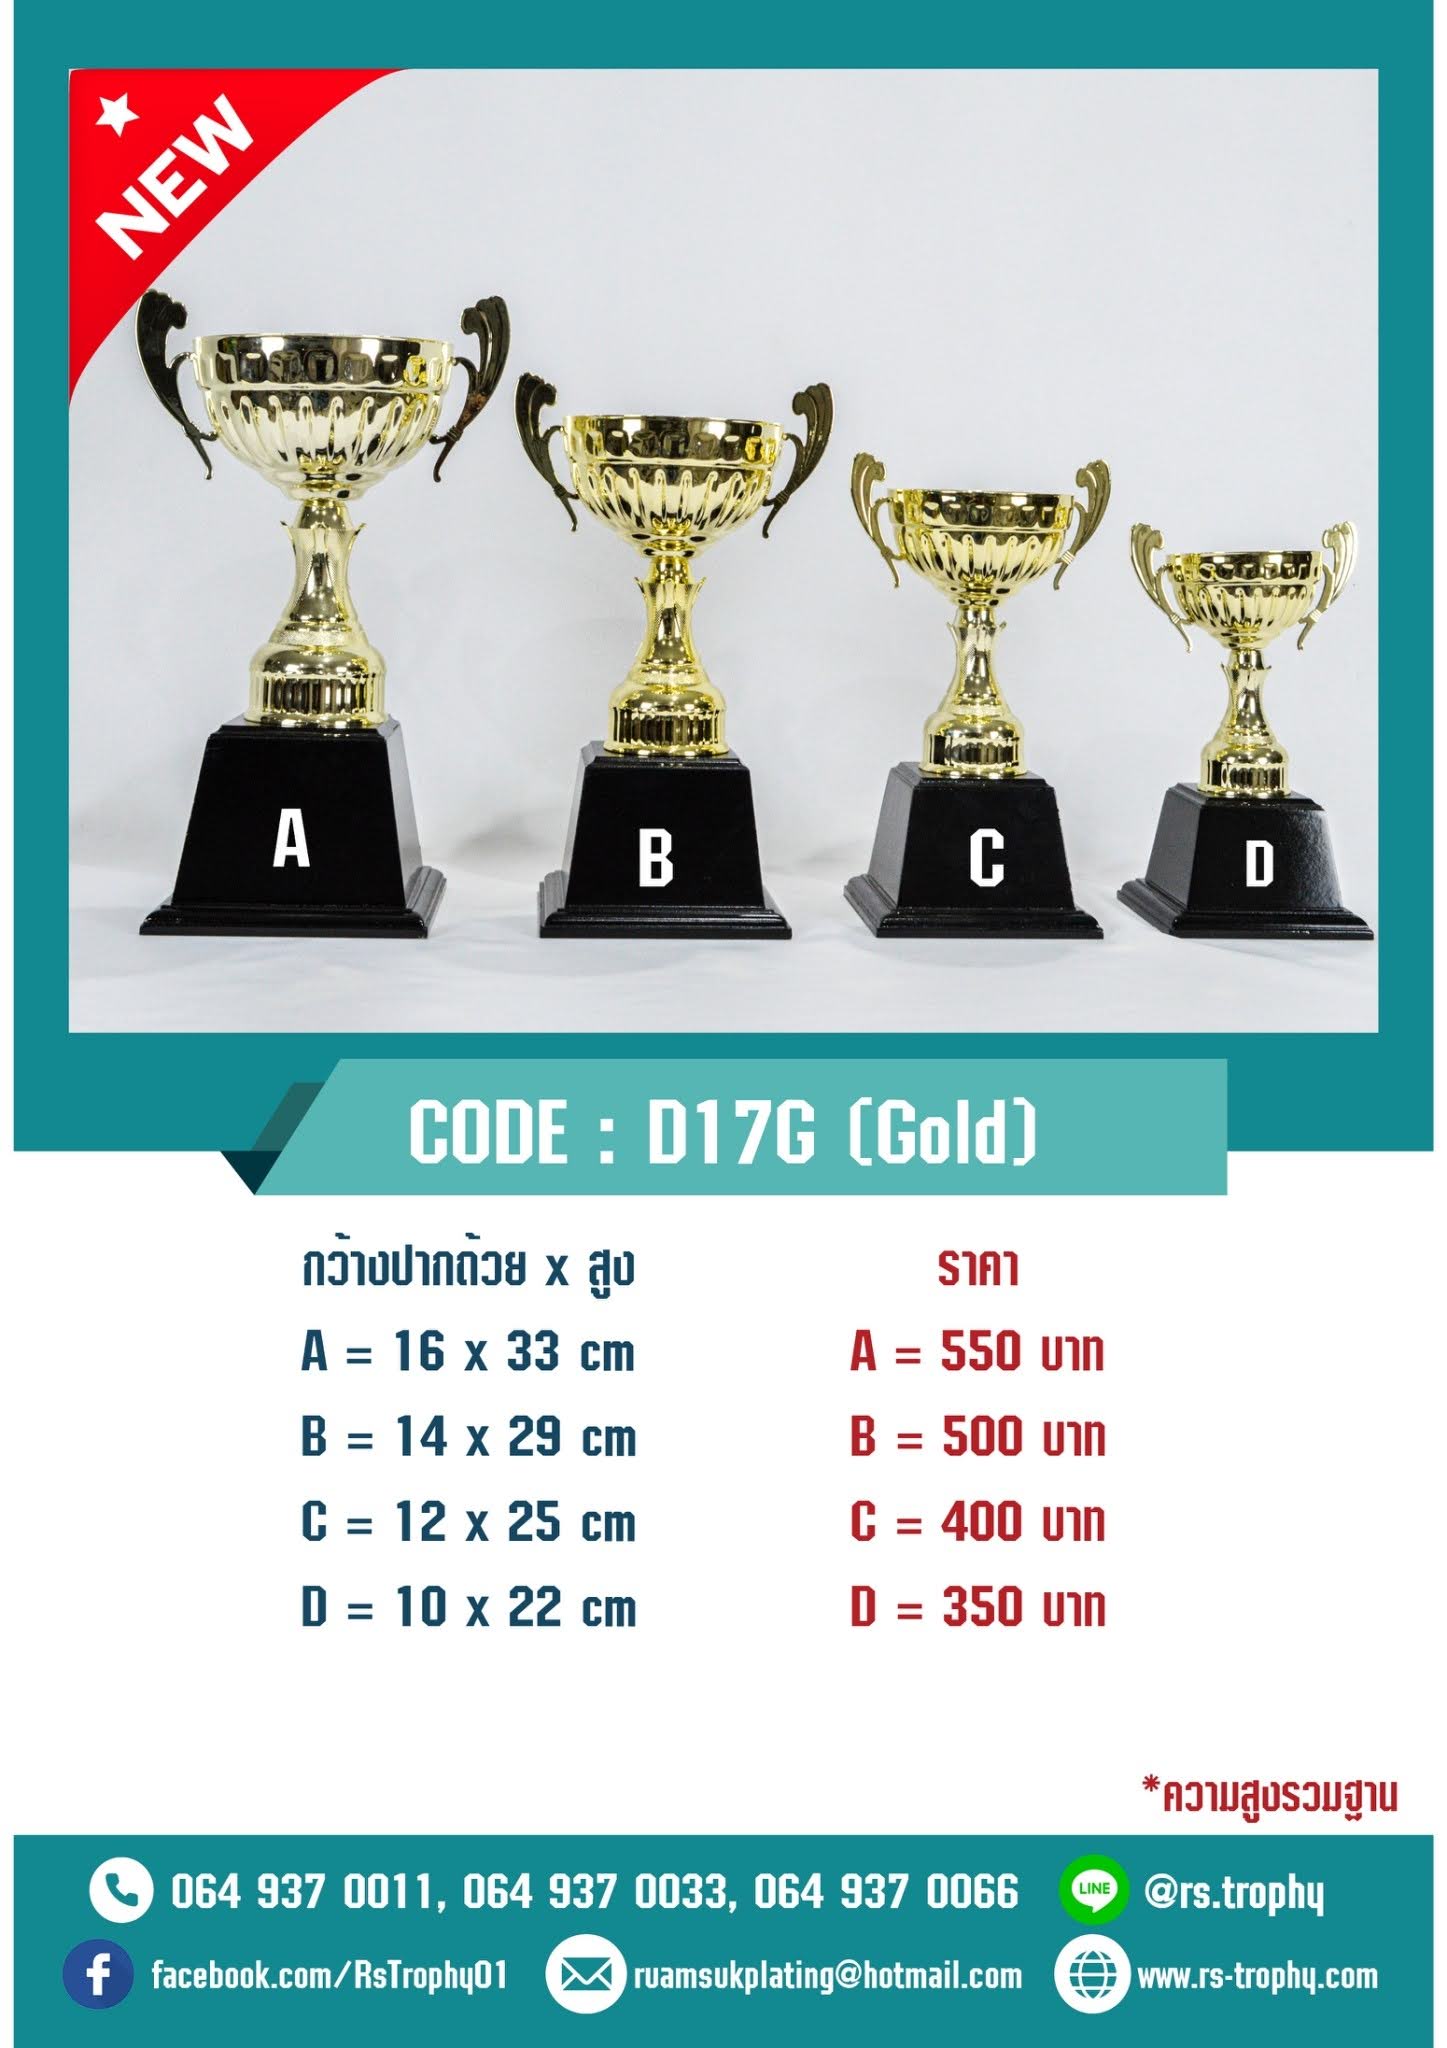 NEW
A
B
C
D
CODE : D17G (Gold)
กว้างปากถ้วย x สูง
A = 16 x 33 cm
B = 14 x 29 cm
C = 12 x 25 cm
D = 10 x 22 cm
ราคา
A = 550 บาท
B = 500 บาท
C = 400 บาท
D = 350 บาท
*ความสูงรวมฐาน
064 937 0011, 064 937 0033, 064 937 0066
LINE
@rs.trophy
f
facebook.com/RsTrophy01
ruamsukplating@hotmail.com
www.rs-trophy.com